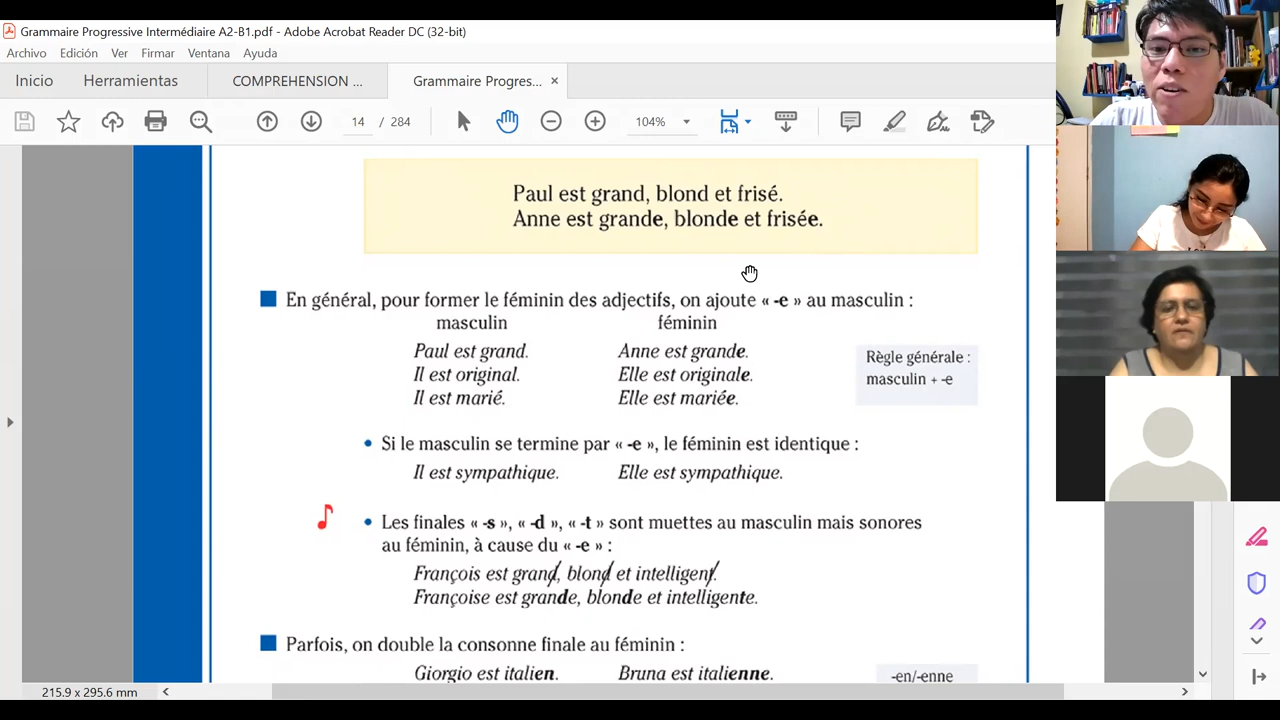 Grammaire Progressive Intermédiaire A2-B1.pdf - Adobe Acrobat Reader DC (32-bit)
Archivo Edición Ver Firmar Ventana Ayuda
Inicio Herramientas COMPREHENSION ... Grammaire Progres... ×
14 / 284 104%
Paul est grand, blond et frisé.
Anne est grande, blonde et frisée.
En général, pour former le féminin des adjectifs, on ajoute « -e » au masculin :
masculin féminin
Paul est grand. Anne est grande.
Il est original. Elle est originale.
Il est marié. Elle est mariée.
Règle générale :
masculin + -e
• Si le masculin se termine par « -e », le féminin est identique :
Il est sympathique. Elle est sympathique.
• Les finales « -s », « -d », « -t » sont muettes au masculin mais sonores
au féminin, à cause du « -e » :
François est grand, blond et intelligent.
Françoise est grande, blonde et intelligente.
Parfois, on double la consonne finale au féminin :
Giorgio est italien. Bruna est italienne. -en/-enne
215.9 x 295.6 mm